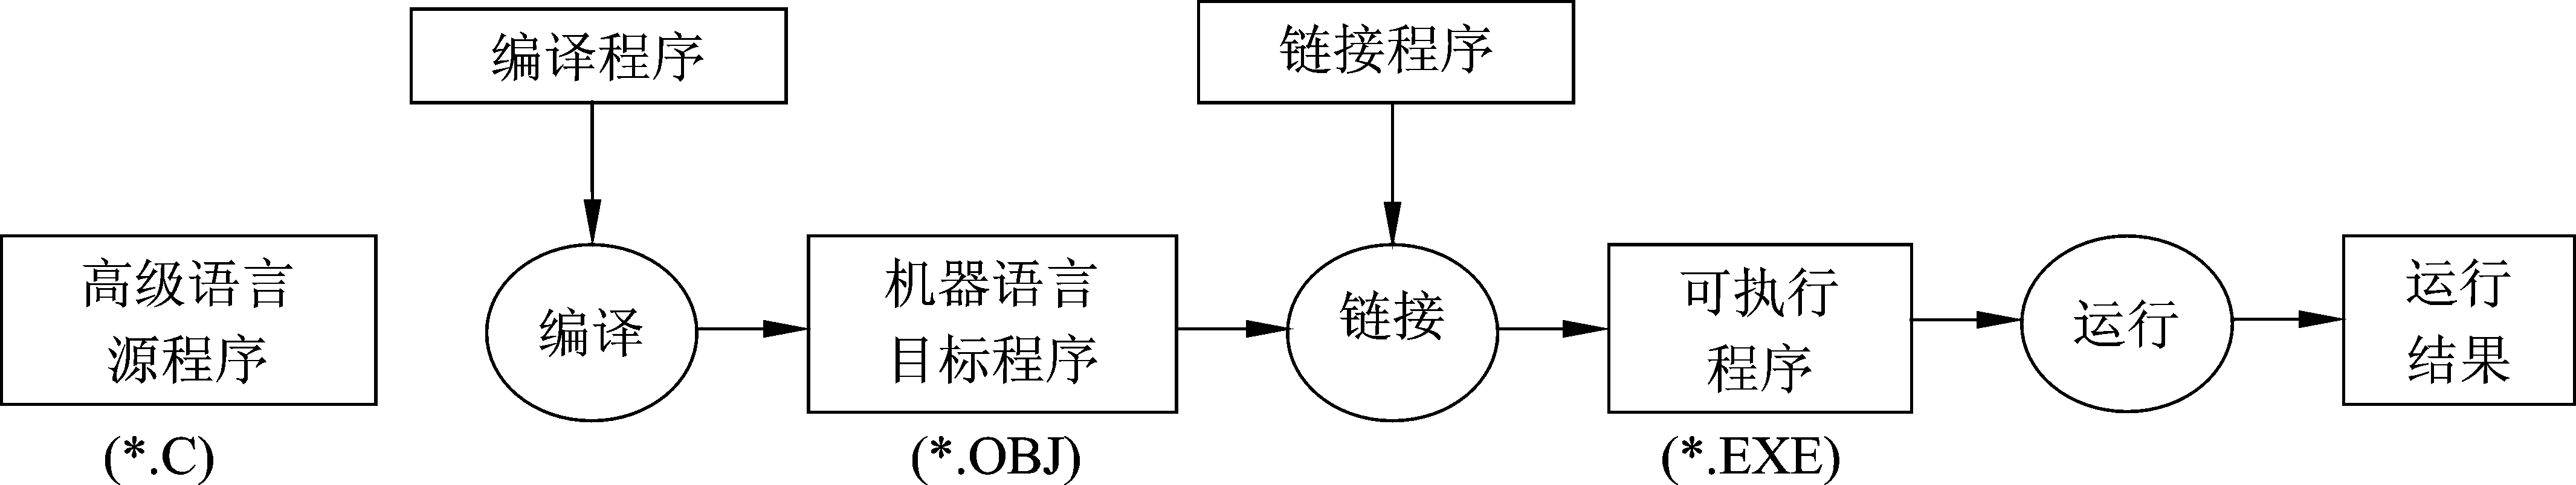 编译程序
链接程序
高级语言
源程序
(*.C)
编译
机器语言
目标程序
(*.OBJ)
链接
可执行
程序
(*.EXE)
运行
运行
结果